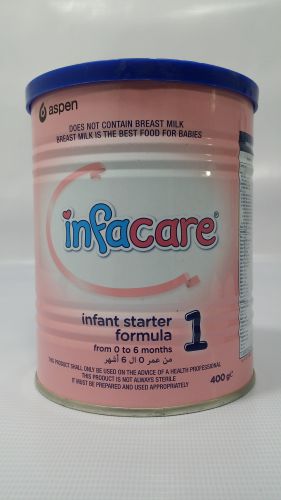 aspen
DOES NOT CONTAIN BREAST MILK
BREAST MILK IS THE BEST FOOD FOR BABIES
infacare®
infant starter
formula 1
from 0 to 6 months
من عمر 0 ال 6 أشهر
THIS PRODUCT SHALL ONLY BE USED ON THE ADVICE OF A HEALTH PROFESSIONAL
THIS PRODUCT IS NOT ALWAYS STERILE
IT MUST BE PREPARED AND USED APPROPRIATELY
400g℮